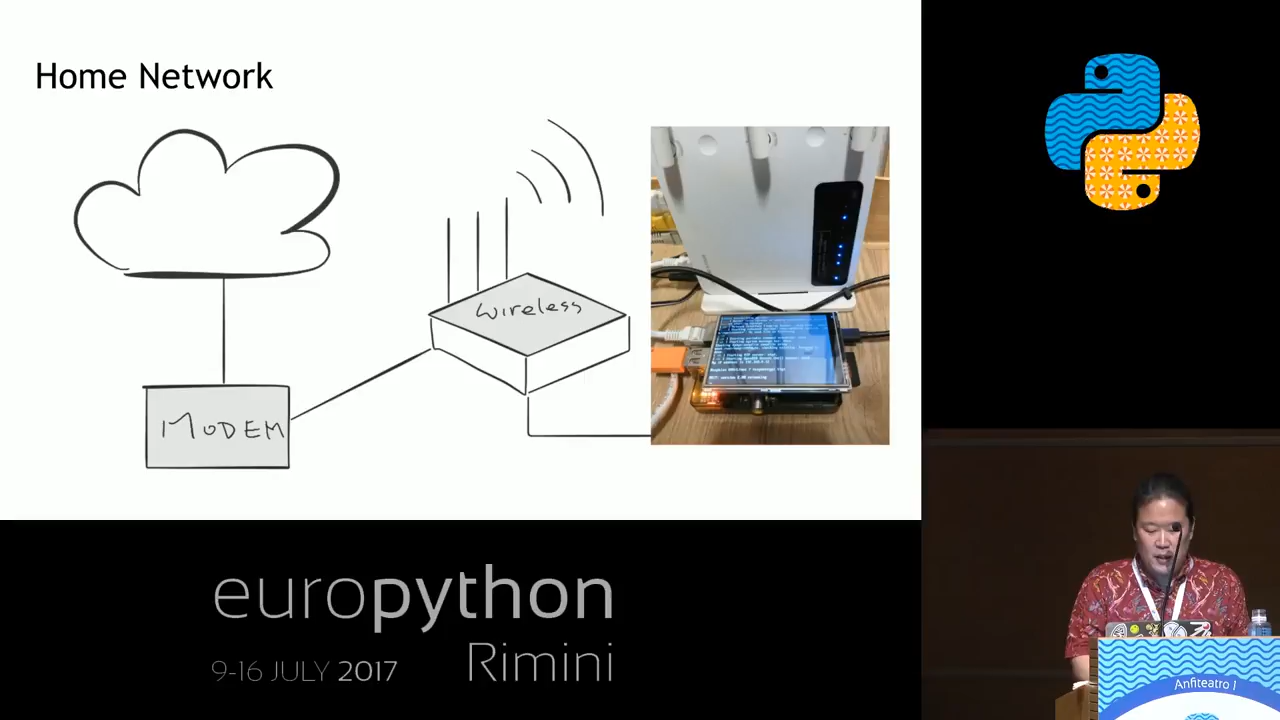 Home Network
wireless
MODEM
europython
9-16 JULY 2017
Rimini
Anfiteatro 1